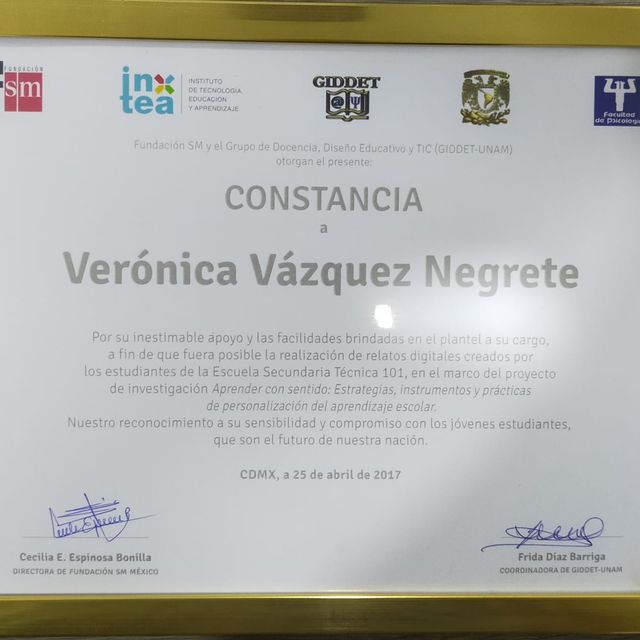 FUNDACIÓN
sm
in tea
INSTITUTO
DE TECNOLOGÍA
EDUCACIÓN
Y APRENDIZAJE
GIDDET
@ Ψ
Facultad
de Psicología
Fundación SM y el Grupo de Docencia, Diseño Educativo y TIC (GIDDET-UNAM)
otorgan el presente:
CONSTANCIA
a
Verónica Vázquez Negrete
Por su inestimable apoyo y las facilidades brindadas en el plantel a su cargo,
a fin de que fuera posible la realización de relatos digitales creados por
los estudiantes de la Escuela Secundaria Técnica 101, en el marco del proyecto
de investigación Aprender con sentido: Estrategias, instrumentos y prácticas
de personalización del aprendizaje escolar.
Nuestro reconocimiento a su sensibilidad y compromiso con los jóvenes estudiantes,
que son el futuro de nuestra nación.
CDMX, a 25 de abril de 2017
Cecilia E. Espinosa Bonilla
DIRECTORA DE FUNDACIÓN SM MÉXICO
Frida Díaz Barriga
COORDINADORA DE GIDDET-UNAM